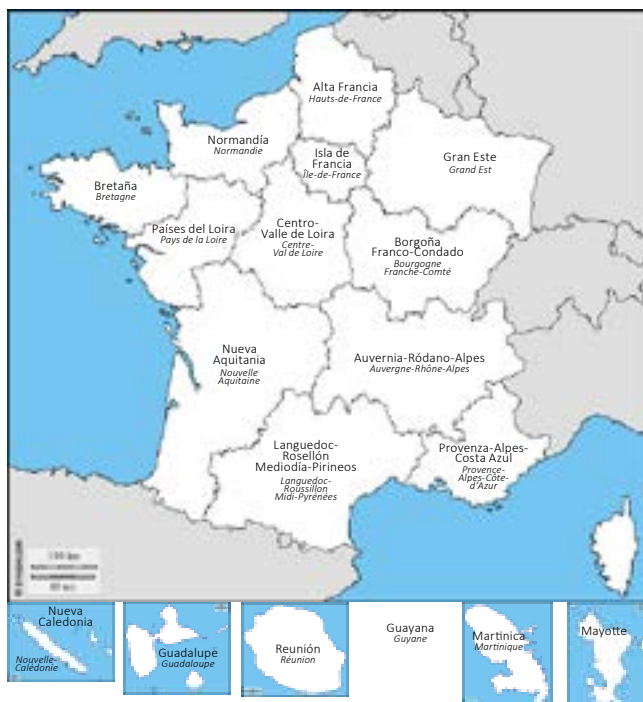 Alta Francia
Hauts-de-France
Normandía
Normandie
Isla de
Francia
Île-de-France
Gran Este
Grand Est
Bretaña
Bretagne
Países del Loira
Pays de la Loire
Centro-
Valle de Loira
Centre-
Val de Loire
Borgoña
Franco-Condado
Bourgogne
Franche-Comté
Nueva
Aquitania
Nouvelle
Aquitaine
Auvernia-Ródano-Alpes
Auvergne-Rhône-Alpes
Languedoc-
Rosellón
Mediodía-Pirineos
Languedoc-
Roussillon
Midi-Pyrénées
Provenza-Alpes-
Costa Azul
Provence-
Alpes-Côte-
d'Azur
Nueva
Caledonia
Nouvelle-
Calédonie
Guadalupe
Guadaloupe
Reunión
Réunion
Guayana
Guyane
Martinica
Martinique
Mayotte